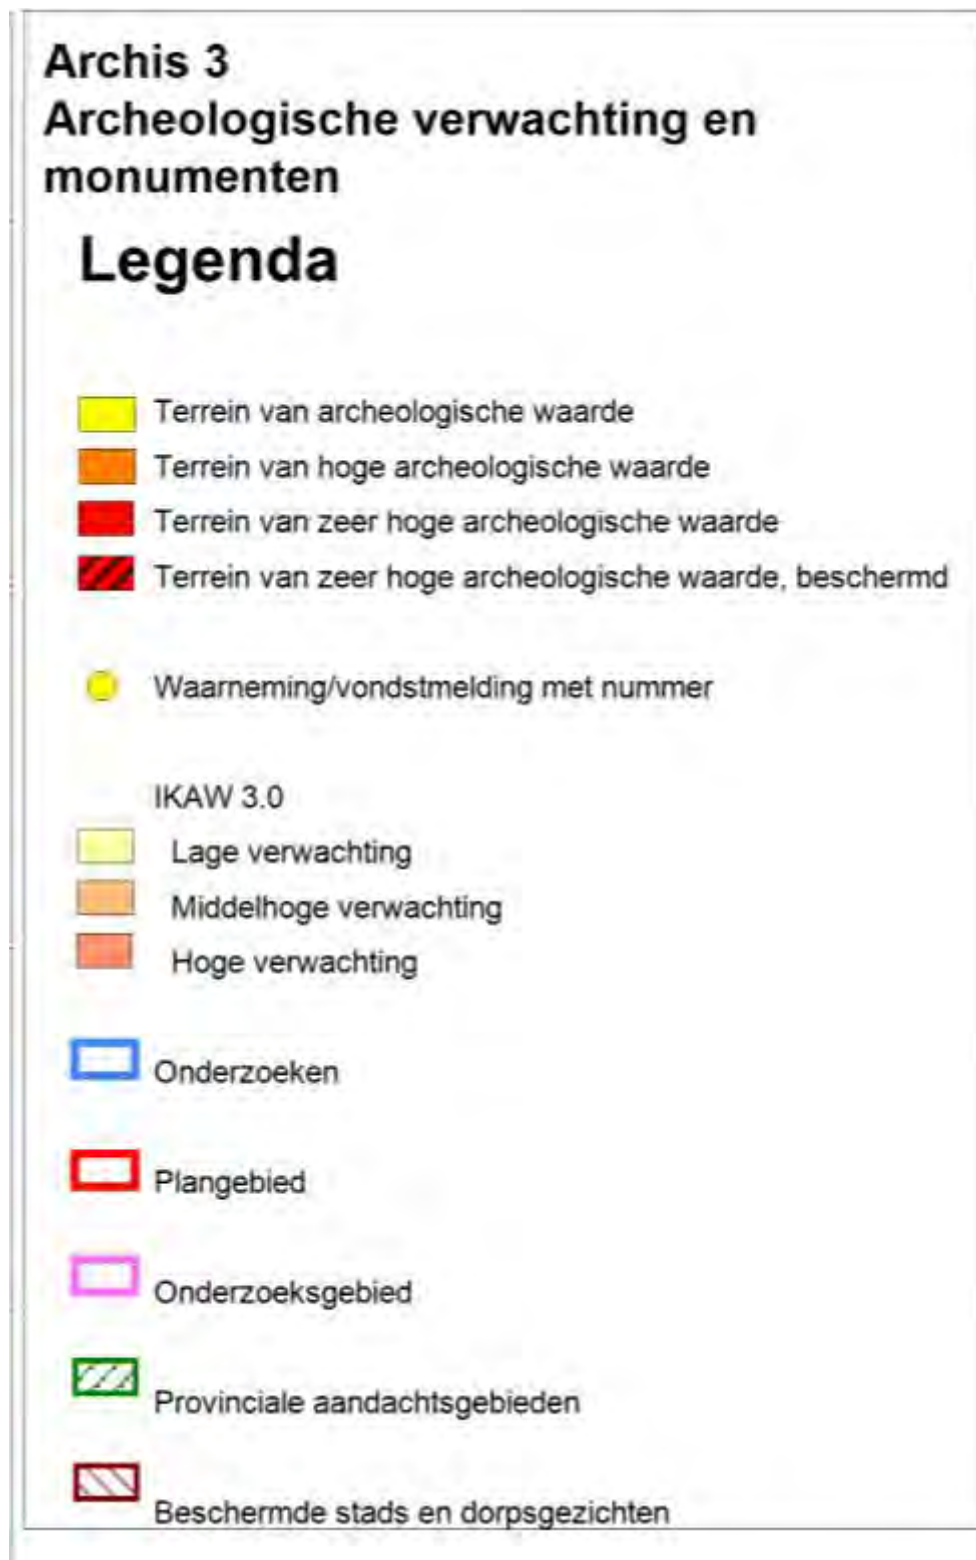 Archis 3
Archeologische verwachting en
monumenten
Legenda
Terrein van archeologische waarde
Terrein van hoge archeologische waarde
Terrein van zeer hoge archeologische waarde
Terrein van zeer hoge archeologische waarde, beschermd
Waarneming/vondstmelding met nummer
IKAW 3.0
Lage verwachting
Middelhoge verwachting
Hoge verwachting
Onderzoeken
Plangebied
Onderzoeksgebied
Provinciale aandachtsgebieden
Beschermde stads en dorpsgezichten